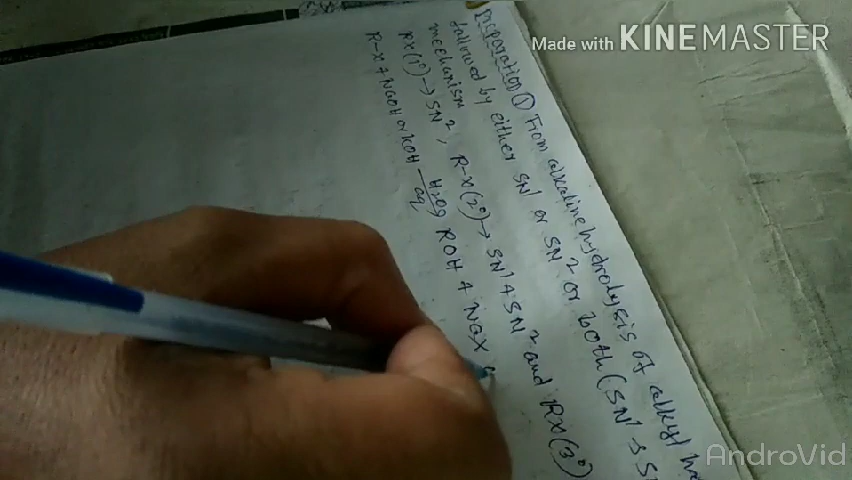 Made with KINEMASTER
Preparation ① From alkaline hydrolysis of alkyl
followed by either SN1 or SN2 or both (SN1 &
mechanism
RX(1°) → SN2, R-X(2°) → SN1 + SN2 and RX(3°)
R-X + NaOH or KOH H2O/aq ROH + NaX
AndroVid